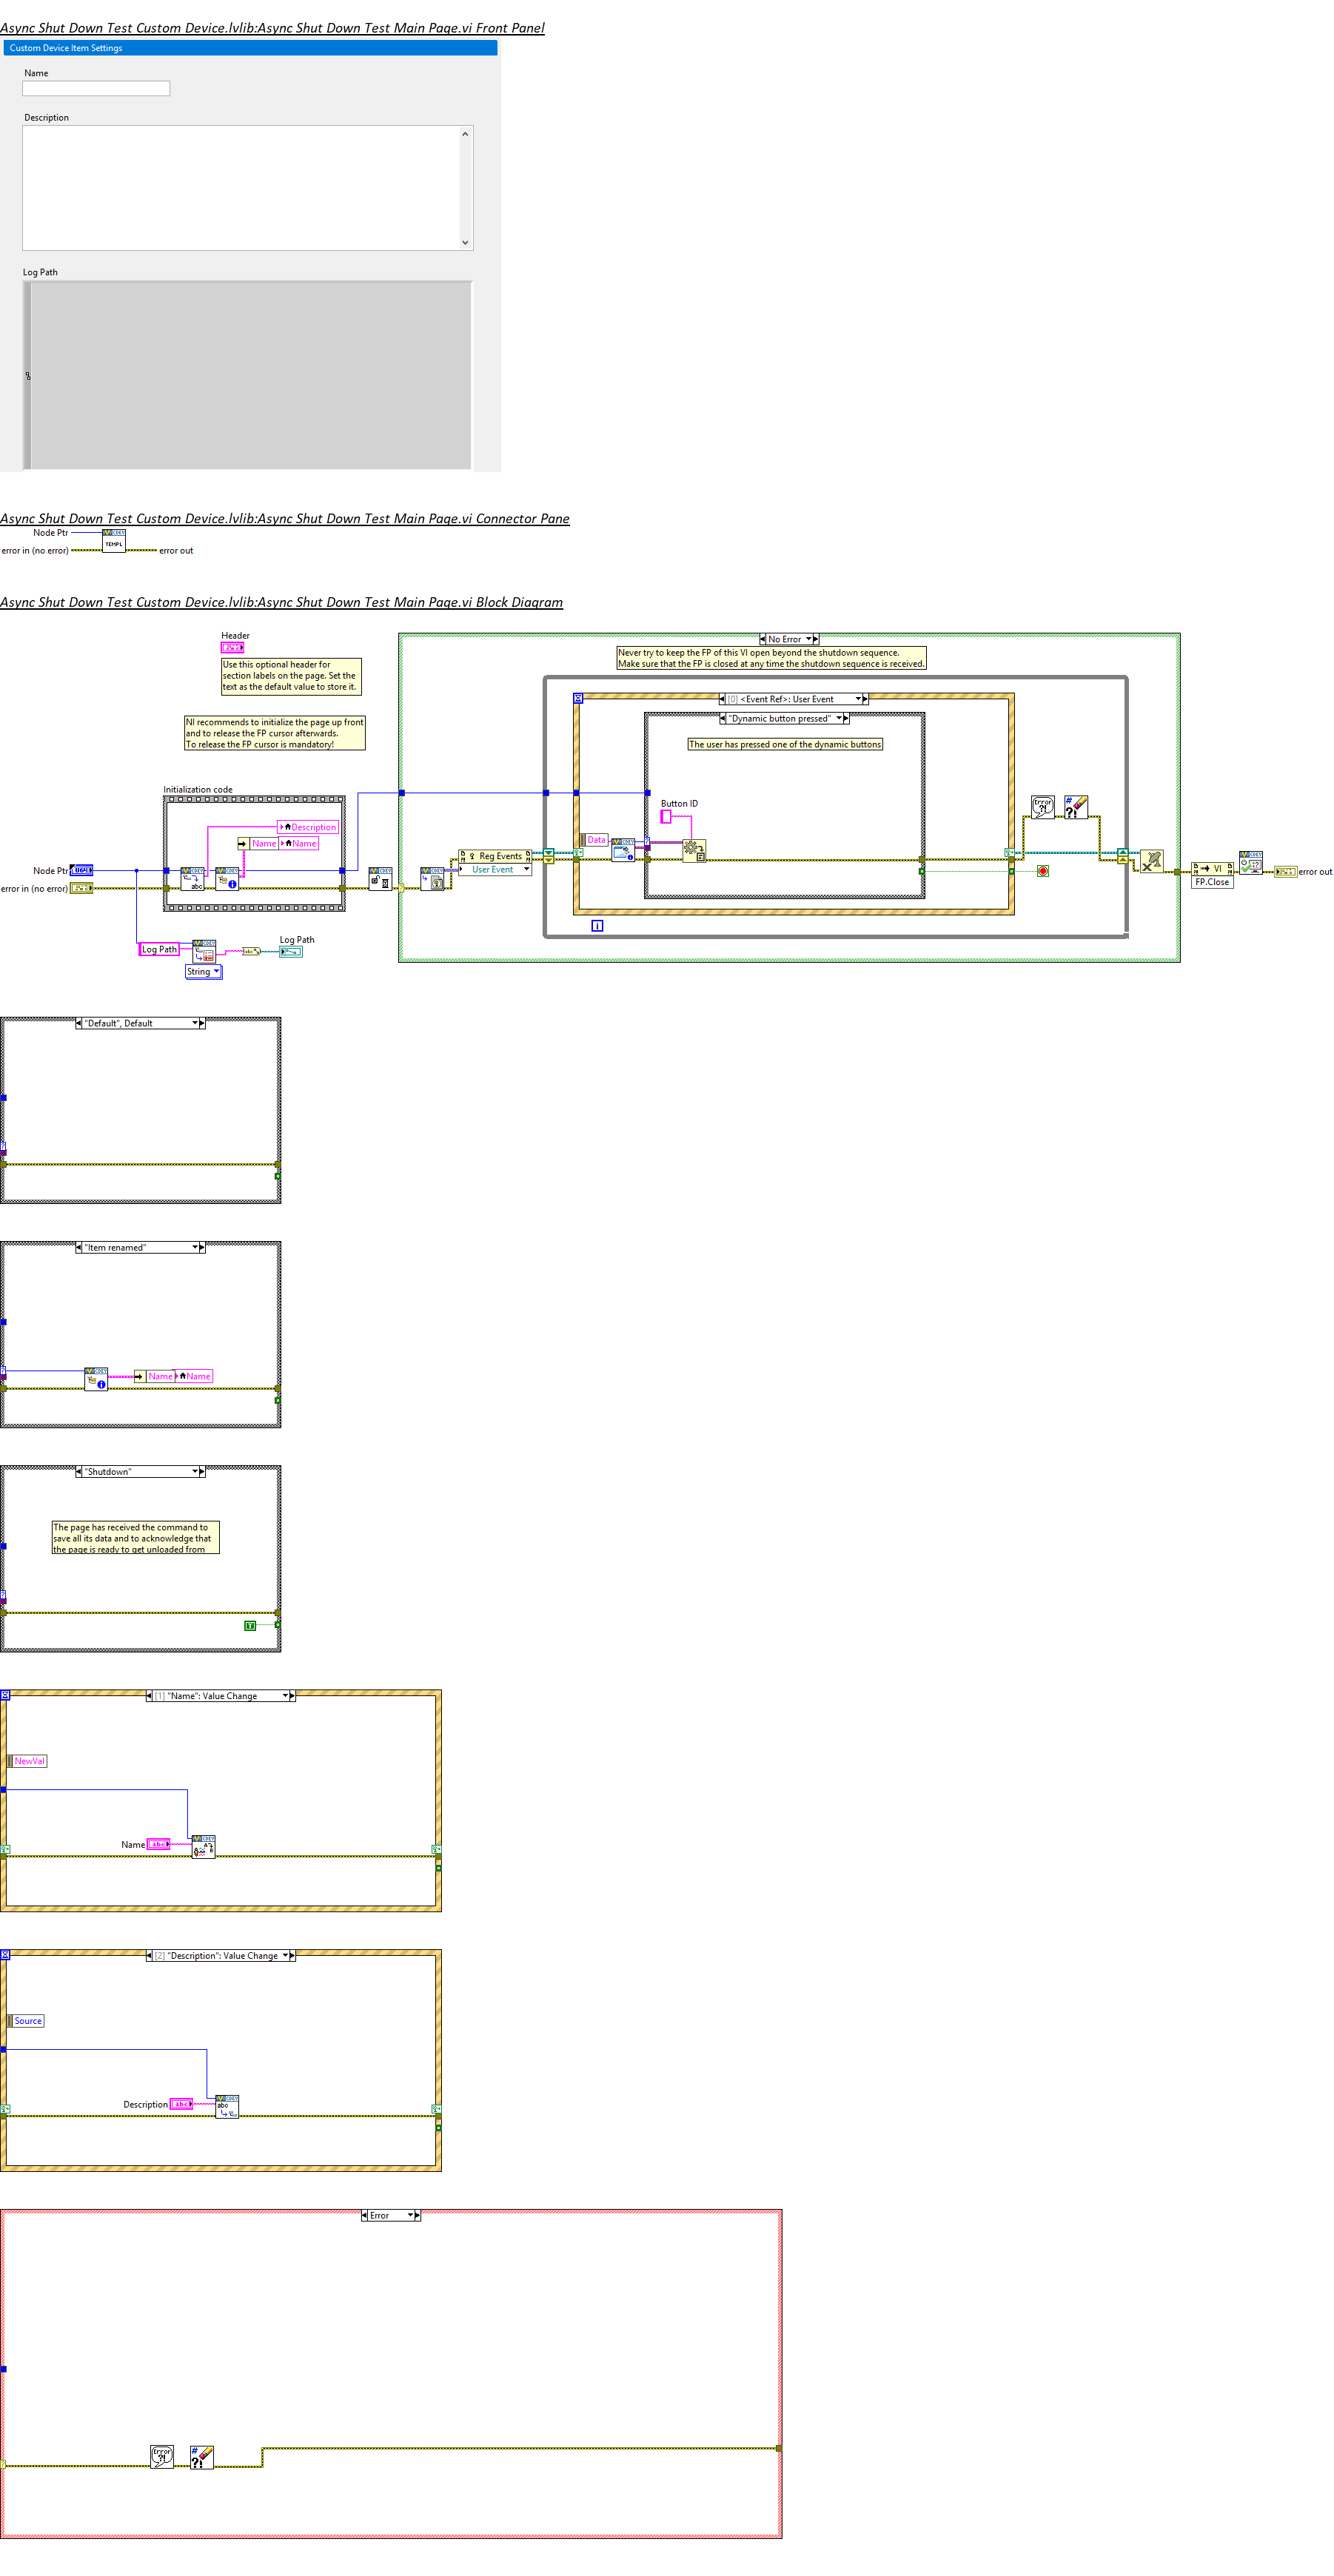 Async Shut Down Test Custom Device.lvlib:Async Shut Down Test Main Page.vi Front Panel
Custom Device Item Settings
Name
Description
Log Path
Async Shut Down Test Custom Device.lvlib:Async Shut Down Test Main Page.vi Connector Pane
Node Ptr
TEMPL
error in (no error)
error out
Async Shut Down Test Custom Device.lvlib:Async Shut Down Test Main Page.vi Block Diagram
Header
Use this optional header for
section labels on the page. Set the
text as the default value to store it.
NI recommends to initialize the page up front
and to release the FP cursor afterwards.
To release the FP cursor is mandatory!
Initialization code
Description
Name
Name
Node Ptr
error in (no error)
abc
Log Path
String
Log Path
No Error
Never try to keep the FP of this VI open beyond the shutdown sequence.
Make sure that the FP is closed at any time the shutdown sequence is received.
[0] <Event Ref>: User Event
"Dynamic button pressed"
The user has pressed one of the dynamic buttons
Button ID
Data
Reg Events
User Event
i
Error
?!
#
?!
VI
FP.Close
error out
"Default", Default
"Item renamed"
Name
Name
"Shutdown"
The page has received the command to
save all its data and to acknowledge that
the page is ready to get unloaded from
T
[1] "Name": Value Change
NewVal
Name
abc
[2] "Description": Value Change
Source
Description
abc
abc
Error
Error
?!
#
?!